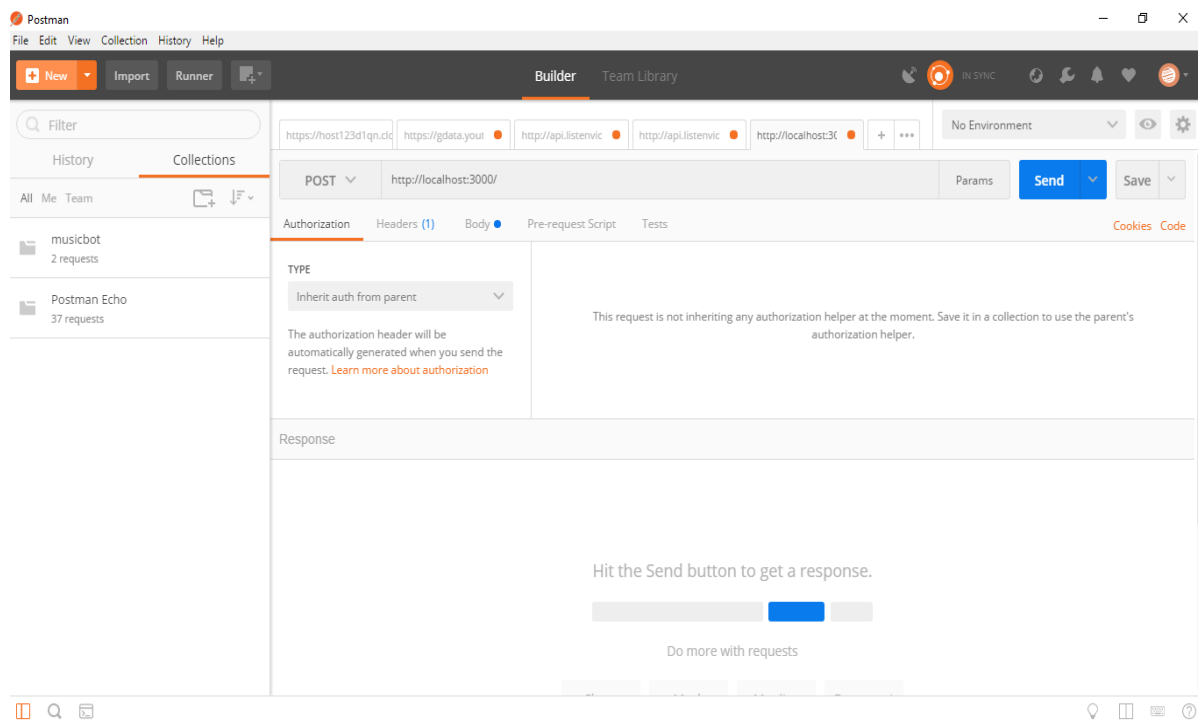 Postman
File Edit View Collection History Help
New Import Runner Builder Team Library IN SYNC
Filter
History Collections
All Me Team
musicbot
2 requests
Postman Echo
37 requests
https://host123d1qn.clc https://gdata.yout http://api.listenvic http://api.listenvic http://localhost:3( + •••
No Environment
POST http://localhost:3000/ Params Send Save
Authorization Headers (1) Body Pre-request Script Tests Cookies Code
TYPE
Inherit auth from parent
The authorization header will be
automatically generated when you send the
request. Learn more about authorization
This request is not inheriting any authorization helper at the moment. Save it in a collection to use the parent's
authorization helper.
Response
Hit the Send button to get a response.
Do more with requests